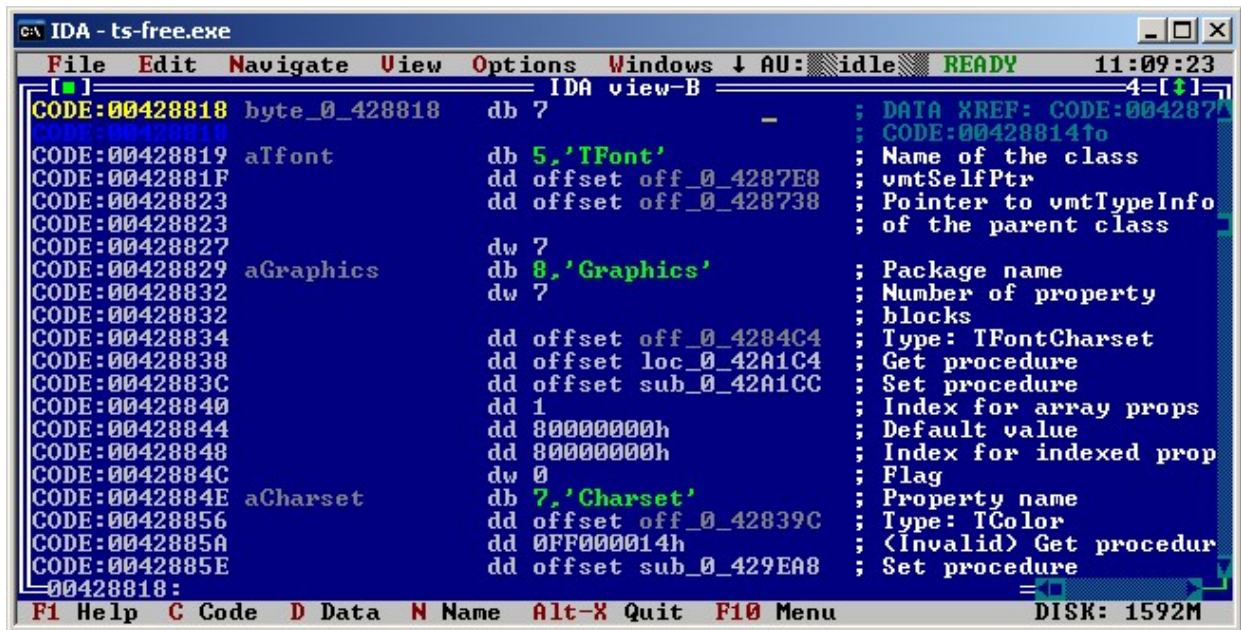 IDA - ts-free.exe
File Edit Navigate View Options Windows ↓ AU: idle READY 11:09:23
[■] IDA view-B 4=[↕]
CODE:00428818 byte_0_428818 db 7 ; DATA XREF: CODE:004287
CODE:00428818 ; CODE:00428814↑o
CODE:00428819 aTfont db 5,'TFont' ; Name of the class
CODE:0042881F dd offset off_0_4287E8 ; vmtSelfPtr
CODE:00428823 dd offset off_0_428738 ; Pointer to vmtTypeInfo
CODE:00428823 ; of the parent class
CODE:00428827 dw 7
CODE:00428829 aGraphics db 8,'Graphics' ; Package name
CODE:00428832 dw 7 ; Number of property
CODE:00428832 ; blocks
CODE:00428834 dd offset off_0_4284C4 ; Type: TFontCharset
CODE:00428838 dd offset loc_0_42A1C4 ; Get procedure
CODE:0042883C dd offset sub_0_42A1CC ; Set procedure
CODE:00428840 dd 1 ; Index for array props
CODE:00428844 dd 80000000h ; Default value
CODE:00428848 dd 80000000h ; Index for indexed prop
CODE:0042884C dw 0 ; Flag
CODE:0042884E aCharset db 7,'Charset' ; Property name
CODE:00428856 dd offset off_0_42839C ; Type: TColor
CODE:0042885A dd 0FF000014h ; (Invalid) Get procedur
CODE:0042885E dd offset sub_0_429EA8 ; Set procedure
00428818:
F1 Help C Code D Data N Name Alt-X Quit F10 Menu DISK: 1592M